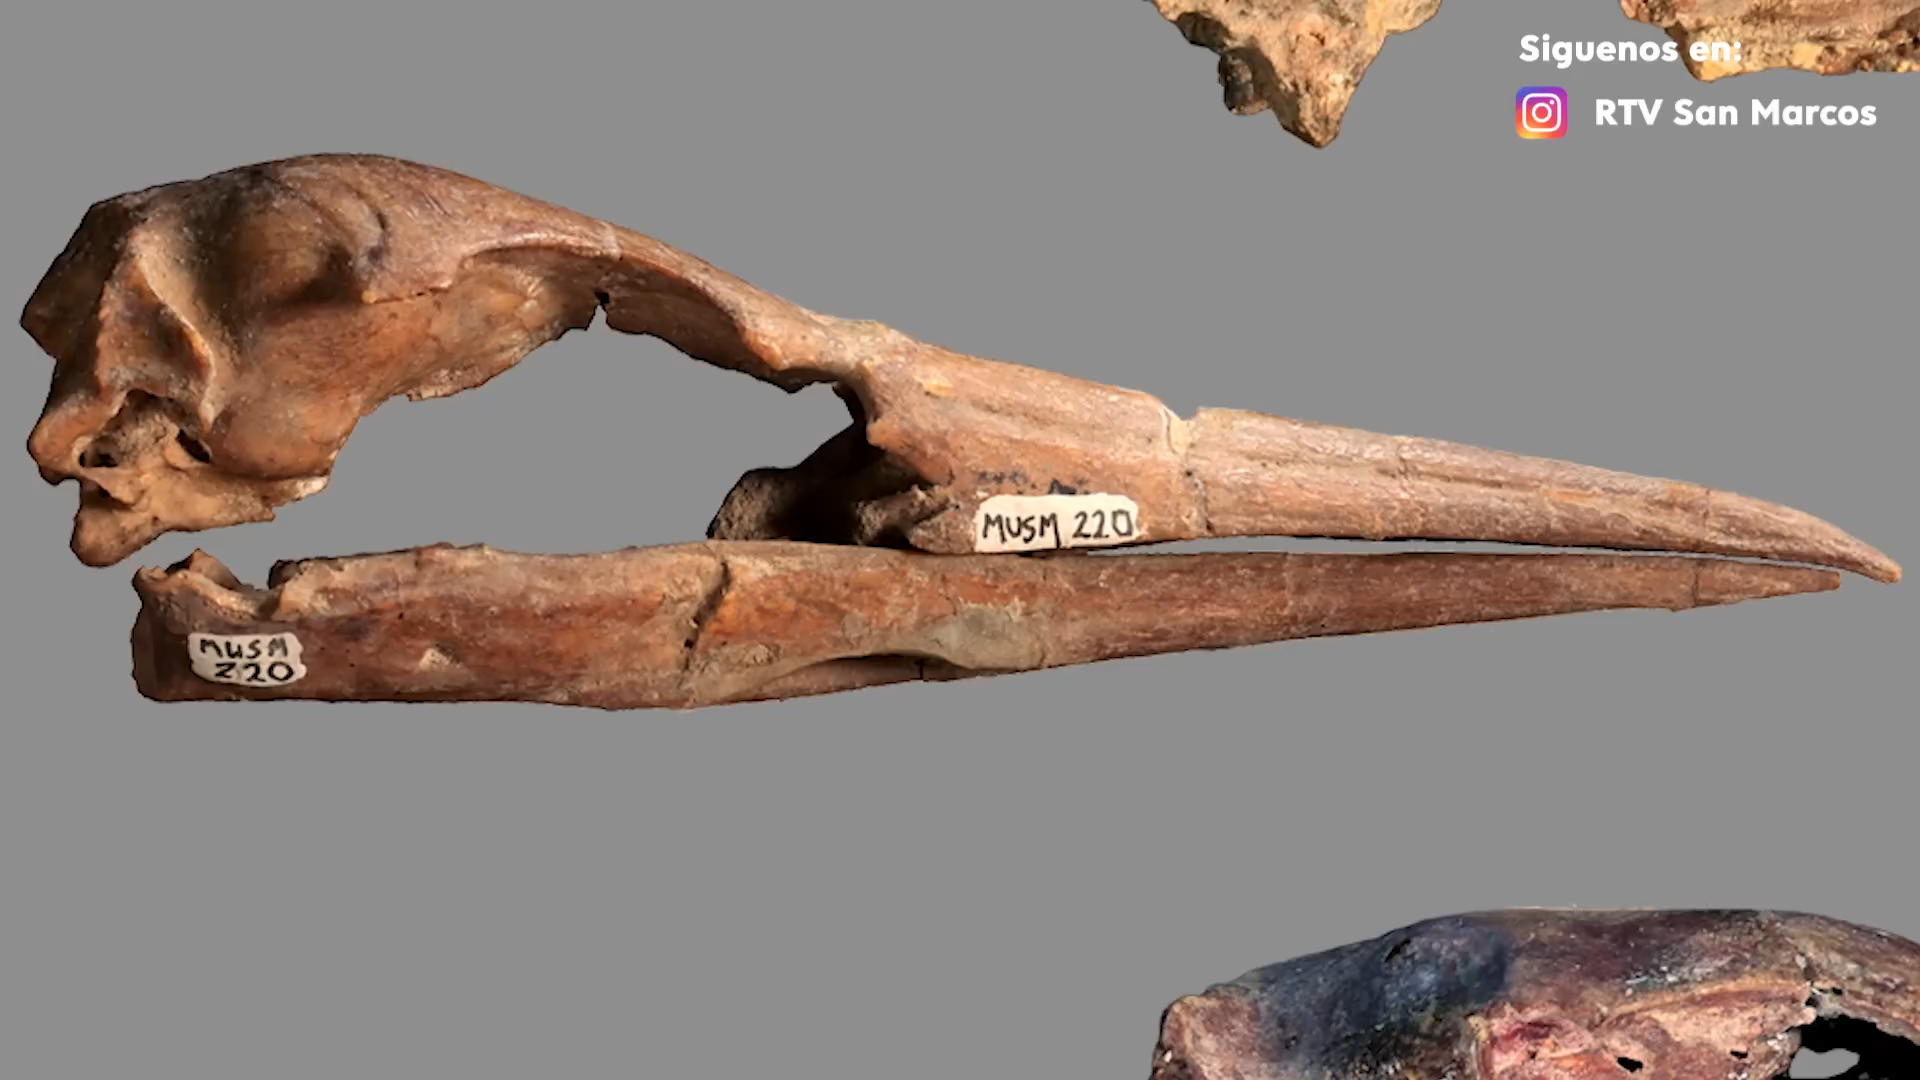 Siguenos en:
RTV San Marcos
MUSM 220
MUSM
220